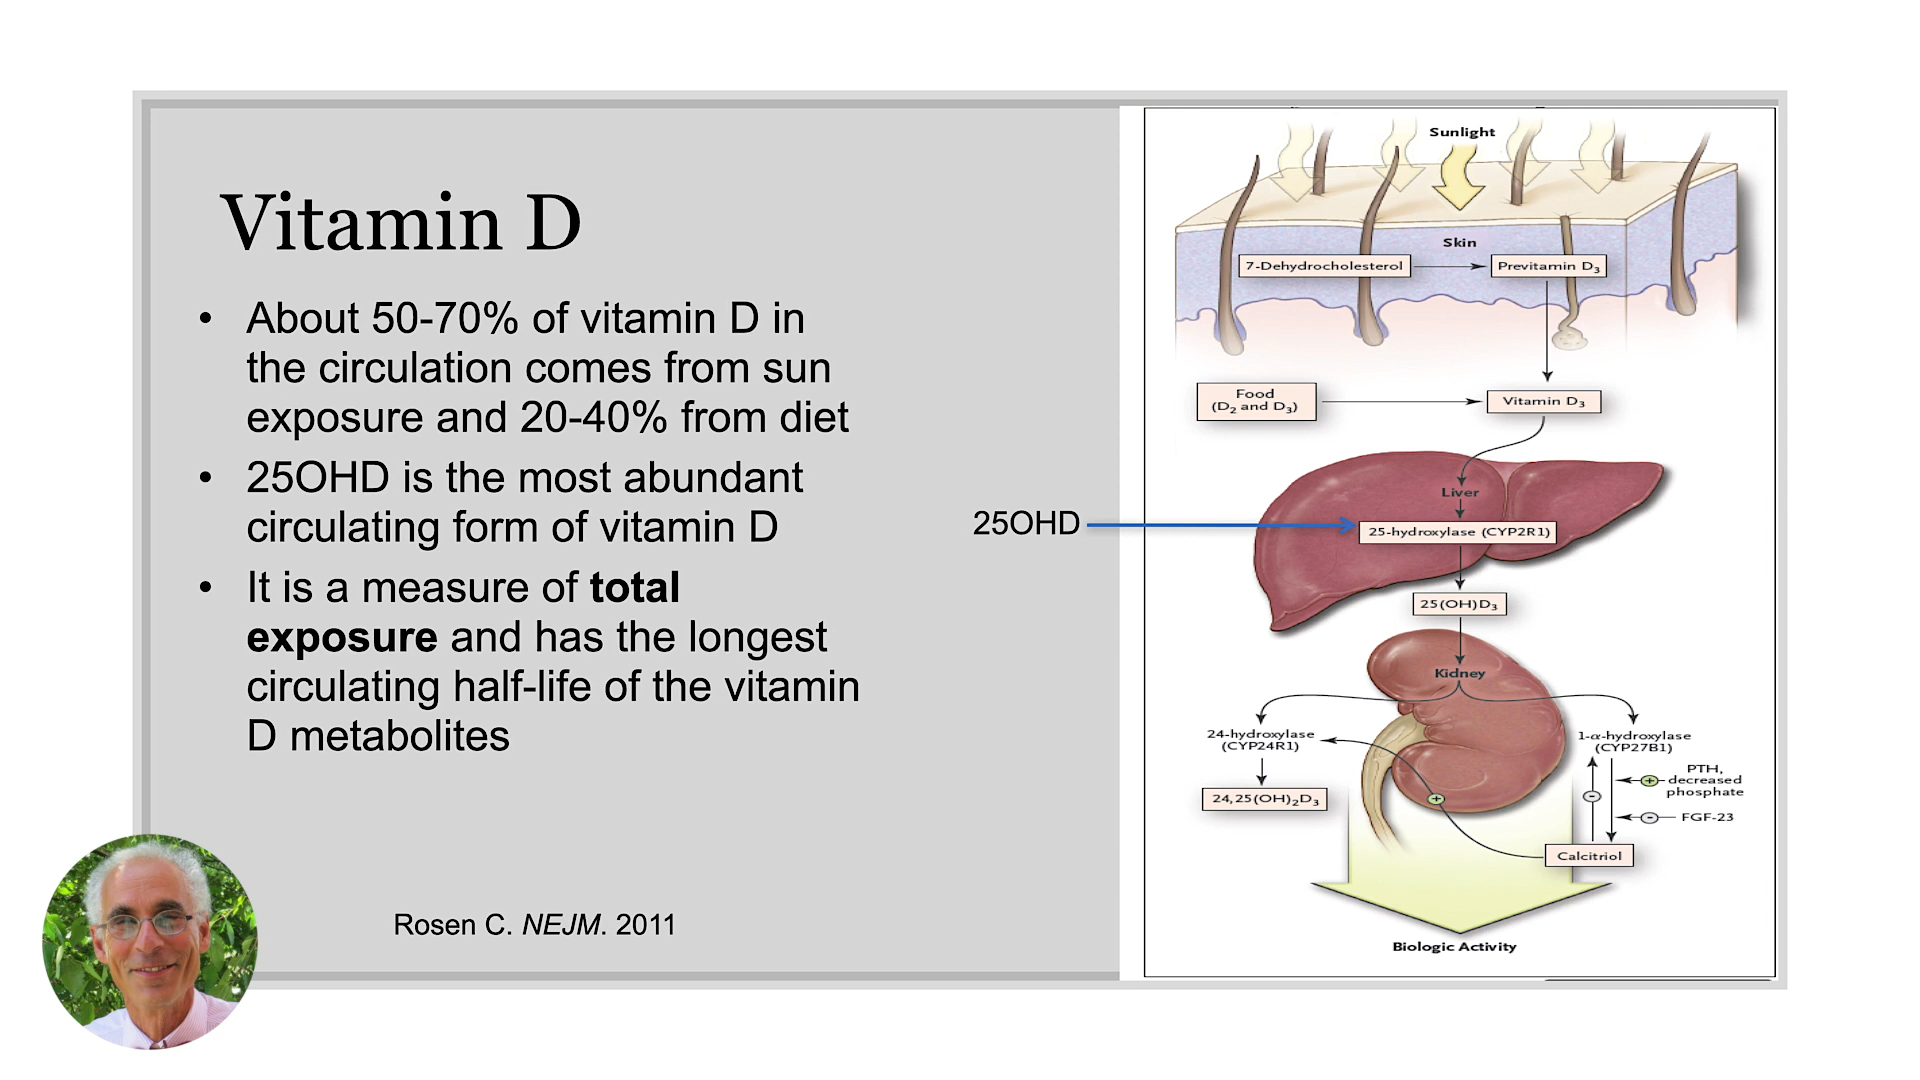 Vitamin D
• About 50-70% of vitamin D in
the circulation comes from sun
exposure and 20-40% from diet
• 25OHD is the most abundant
circulating form of vitamin D
• It is a measure of total
exposure and has the longest
circulating half-life of the vitamin
D metabolites
Rosen C. NEJM. 2011
25OHD
Sunlight
Skin
7-Dehydrocholesterol
Previtamin D3
Food
(D2 and D3)
Vitamin D3
Liver
25-hydroxylase (CYP2R1)
25(OH)D3
Kidney
24-hydroxylase
(CYP24R1)
24,25(OH)2D3
1-α-hydroxylase
(CYP27B1)
PTH,
decreased
phosphate
FGF-23
Calcitriol
+
+
−
−
Biologic Activity